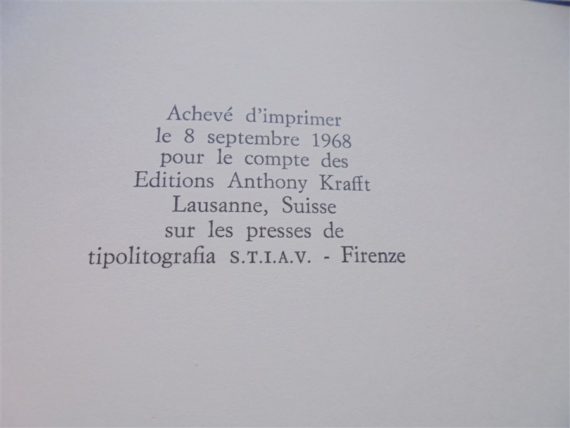 Achevé d'imprimer
le 8 septembre 1968
pour le compte des
Editions Anthony Krafft
Lausanne, Suisse
sur les presses de
tipolitografia S.T.I.A.V. - Firenze